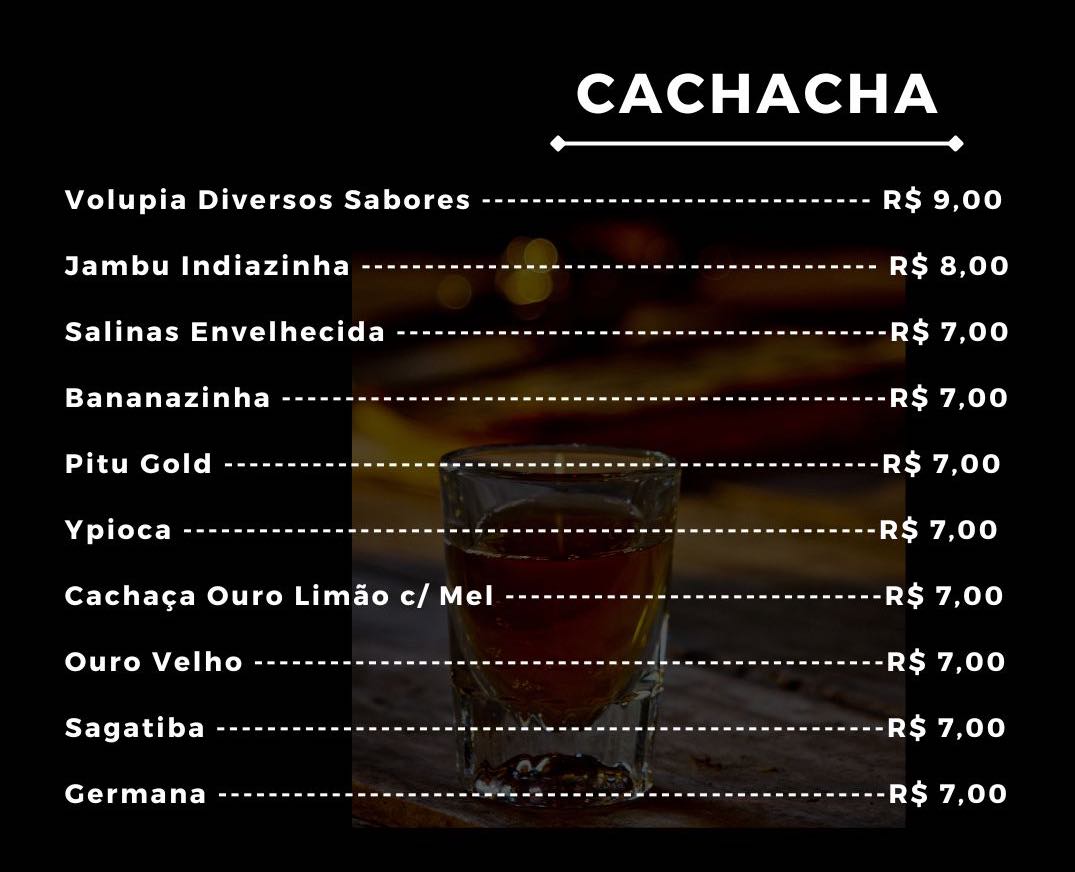 CACHACHA
Volupia Diversos Sabores -------------------------------- R$ 9,00
Jambu Indiazinha ------------------------------------------ R$ 8,00
Salinas Envelhecida ----------------------------------------R$ 7,00
Bananazinha -------------------------------------------------R$ 7,00
Pitu Gold -----------------------------------------------------R$ 7,00
Ypioca ---------------------------------------------------------R$ 7,00
Cachaça Ouro Limão c/ Mel -------------------------------R$ 7,00
Ouro Velho ---------------------------------------------------R$ 7,00
Sagatiba ------------------------------------------------------R$ 7,00
Germana ------------------------------------------------------R$ 7,00